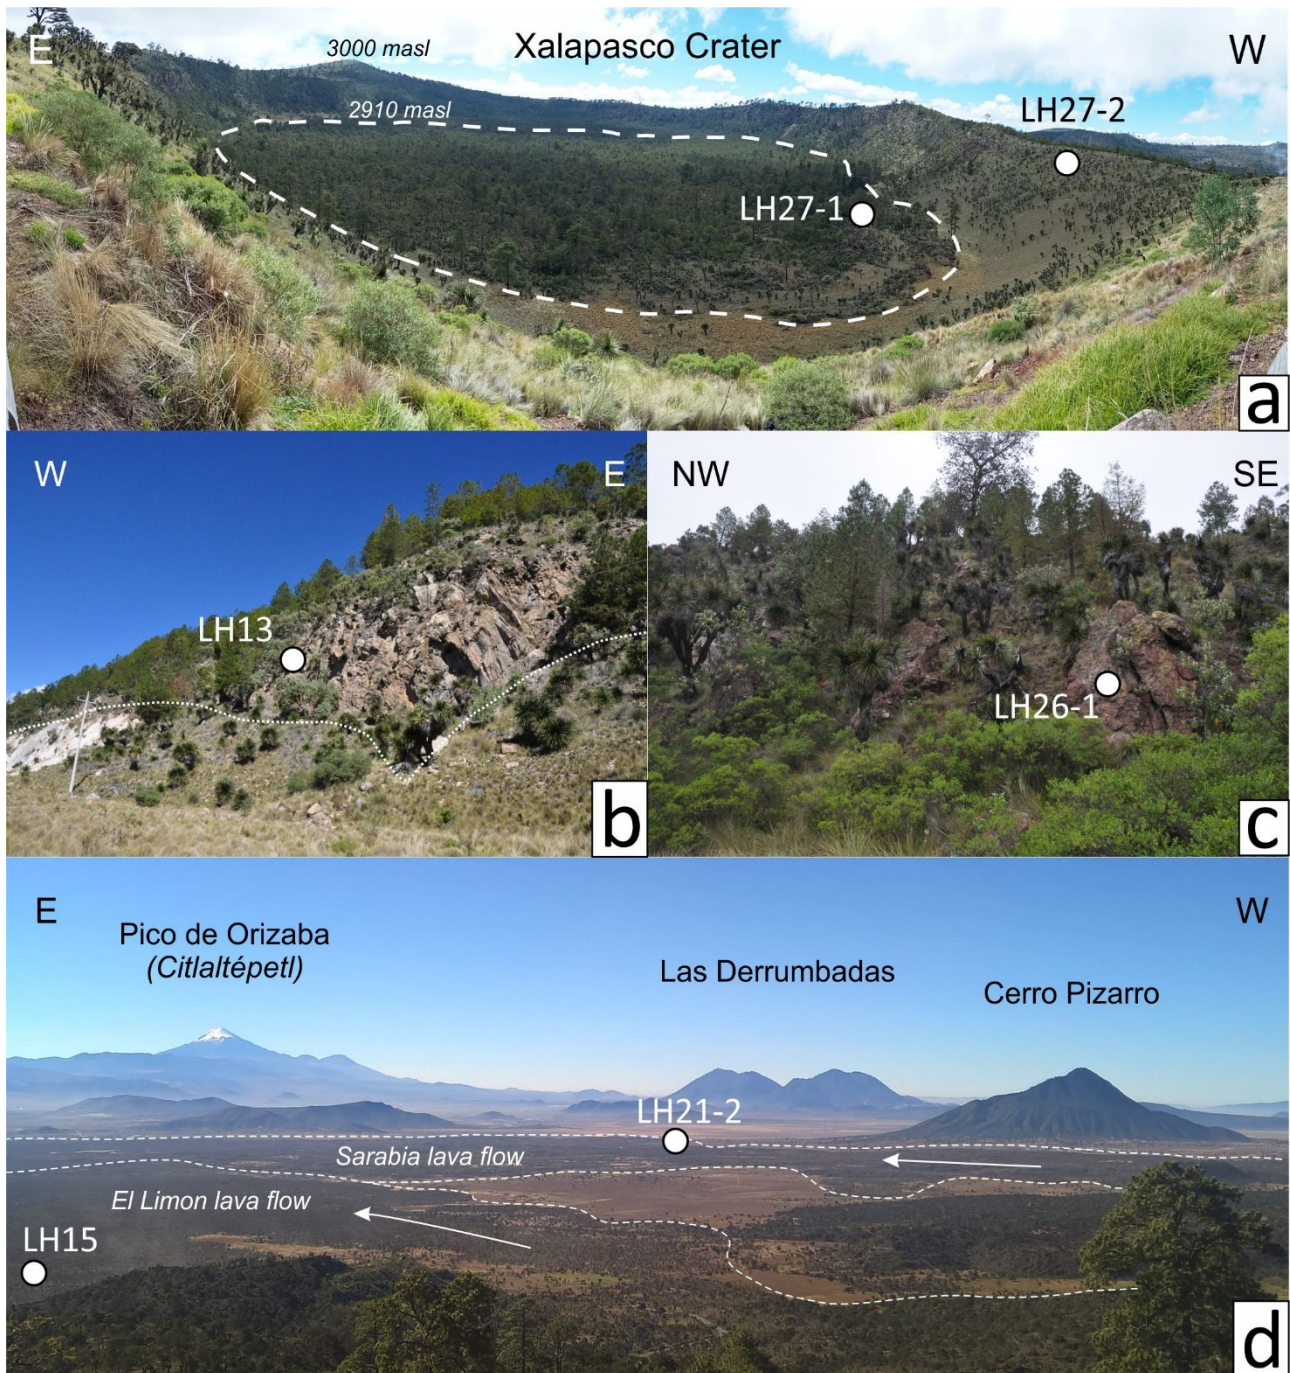 E
3000 masl
Xalapasco Crater
W
2910 masl
LH27-2
LH27-1
a
W
E
LH13
b
NW
SE
LH26-1
c
E
W
Pico de Orizaba
(Citlaltépetl)
Las Derrumbadas
Cerro Pizarro
LH21-2
Sarabia lava flow
El Limon lava flow
LH15
d